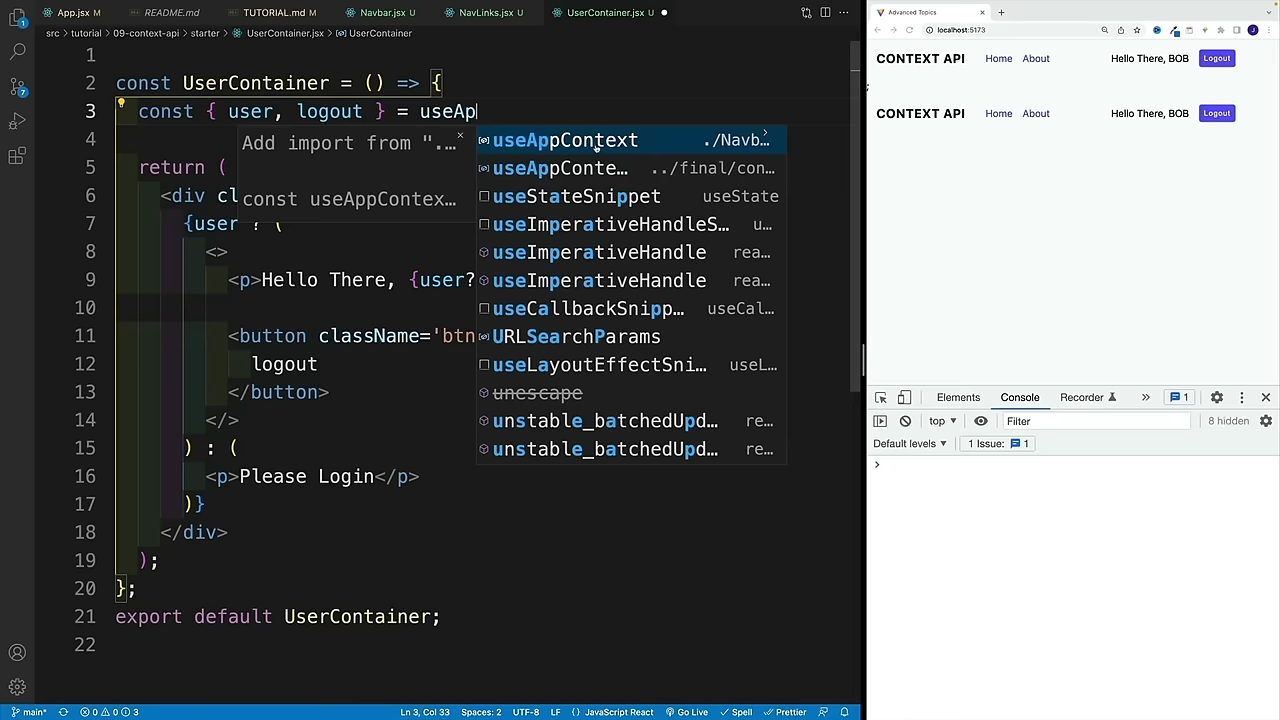 App.jsx M
README.md
TUTORIAL.md M
Navbar.jsx U
NavLinks.jsx U
UserContainer.jsx U
src > tutorial > 09-context-api > starter > UserContainer.jsx > UserContainer
1
2 const UserContainer = () => {
3 const { user, logout } = useAp
4
5 return (
6 <div cl
7 {user ? (
8 <>
9 <p>Hello There, {user?
10
11 <button className='btn
12 logout
13 </button>
14 </>
15 ) : (
16 <p>Please Login</p>
17 )}
18 </div>
19 );
20 };
21 export default UserContainer;
22
Add import from "....
const useAppContex...
useAppContext ./Navb...
useAppConte... ../final/con...
useStateSnippet useState
useImperativeHandleS... u...
useImperativeHandle rea...
useImperativeHandle rea...
useCallbackSnipp... useCal...
URLSearchParams
useLayoutEffectSni... useL...
unescape
unstable_batchedUpd... re...
unstable_batchedUpd... re...
1
7
main* 0 0 3
Ln 3, Col 33 Spaces: 2 UTF-8 LF { } JavaScript React Go Live Spell Prettier
Advanced Topics
localhost:5173
J
CONTEXT API Home About Hello There, BOB Logout
;
CONTEXT API Home About Hello There, BOB Logout
Elements Console Recorder » 1
top Filter 8 hidden
Default levels 1 Issue: 1